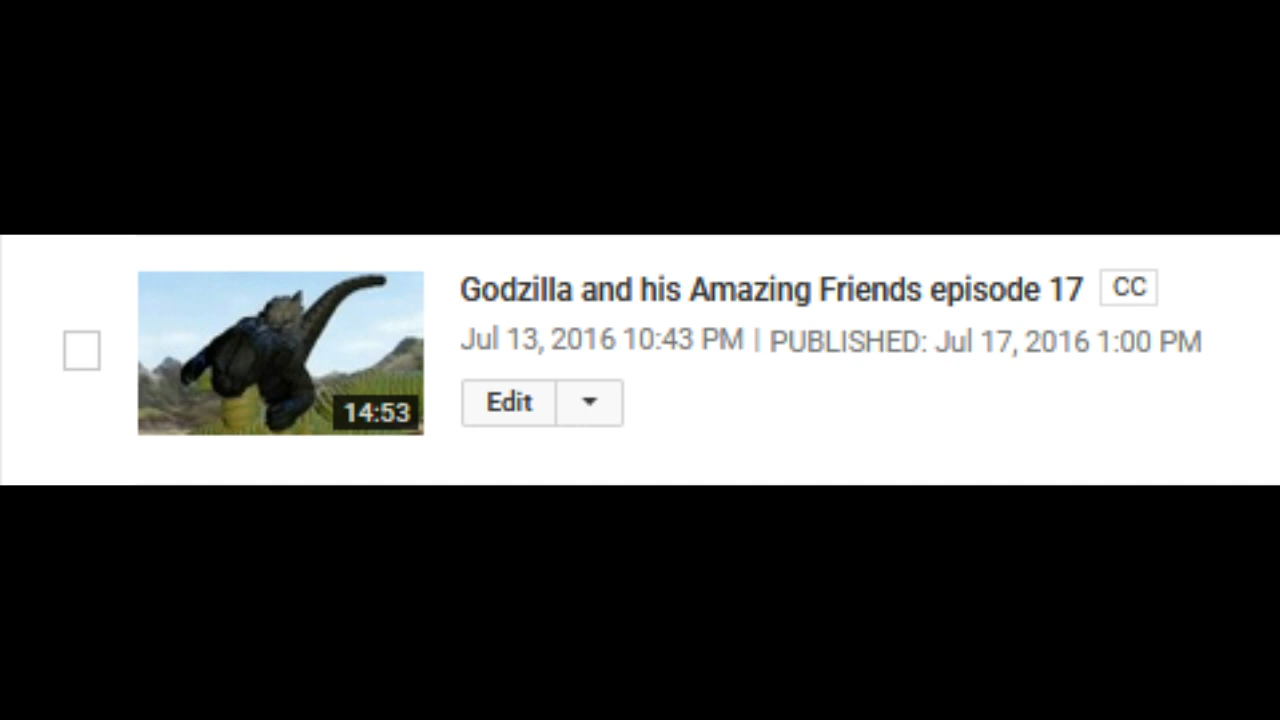 Godzilla and his Amazing Friends episode 17 CC
Jul 13, 2016 10:43 PM | PUBLISHED: Jul 17, 2016 1:00 PM
14:53
Edit